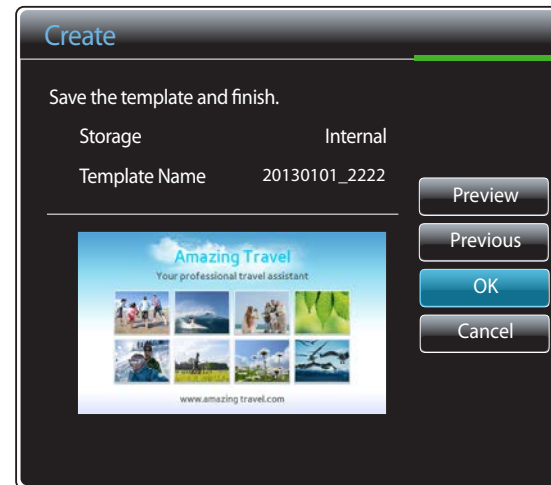 Create
Save the template and finish.
Storage Internal
Template Name 20130101_2222
Preview
Previous
OK
Cancel
Amazing Travel
Your professional travel assistant
www.amazing travel.com